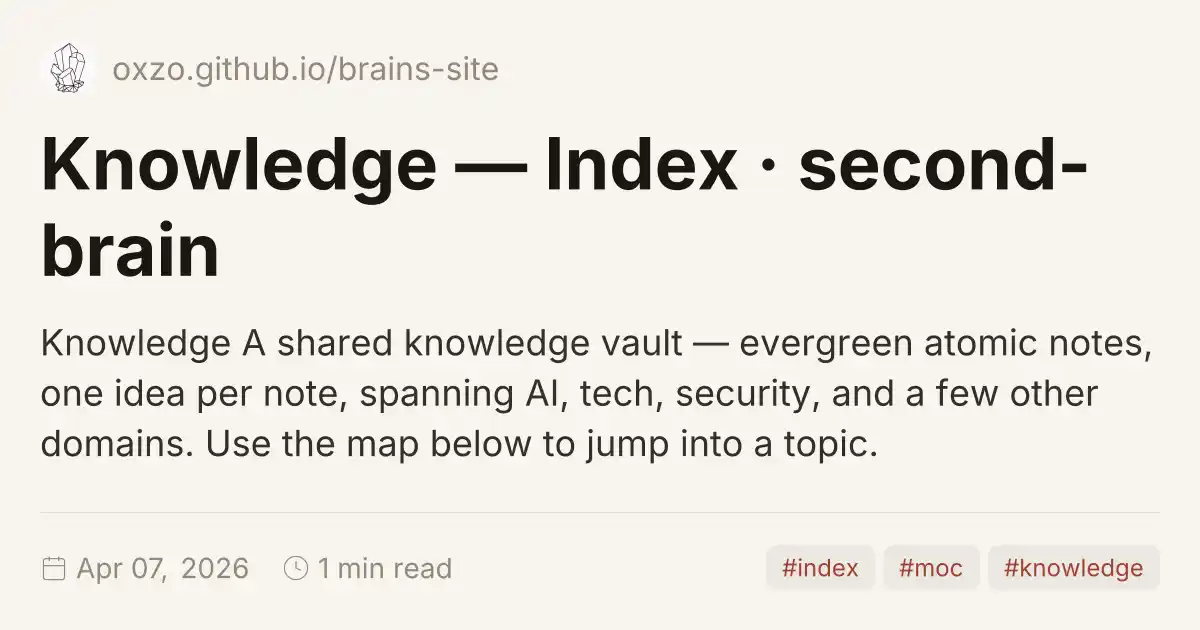 oxzo.github.io/brains-site
Knowledge — Index · second-
brain
Knowledge A shared knowledge vault — evergreen atomic notes,
one idea per note, spanning AI, tech, security, and a few other
domains. Use the map below to jump into a topic.
Apr 07, 2026 1 min read #index #moc #knowledge